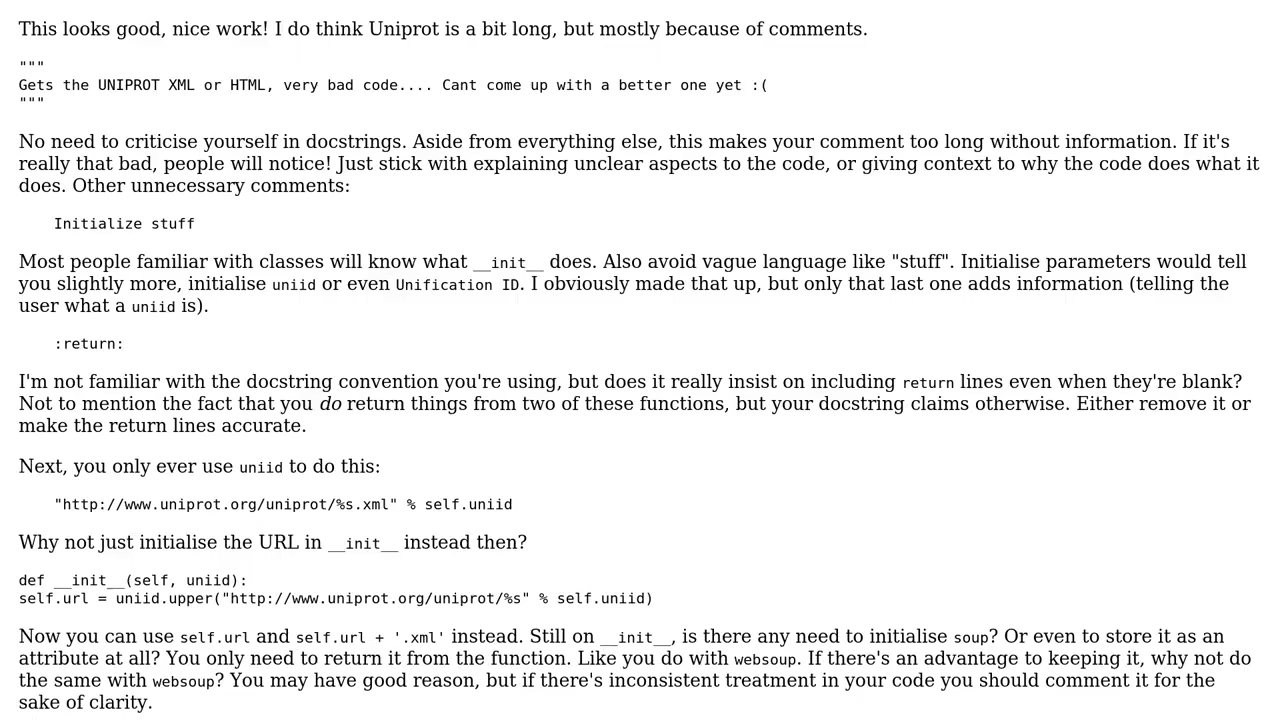 This looks good, nice work! I do think Uniprot is a bit long, but mostly because of comments.
"""
Gets the UNIPROT XML or HTML, very bad code.... Cant come up with a better one yet :(
"""
No need to criticise yourself in docstrings. Aside from everything else, this makes your comment too long without information. If it's
really that bad, people will notice! Just stick with explaining unclear aspects to the code, or giving context to why the code does what it
does. Other unnecessary comments:
Initialize stuff
Most people familiar with classes will know what __init__ does. Also avoid vague language like "stuff". Initialise parameters would tell
you slightly more, initialise uniid or even Unification ID. I obviously made that up, but only that last one adds information (telling the
user what a uniid is).
:return:
I'm not familiar with the docstring convention you're using, but does it really insist on including return lines even when they're blank?
Not to mention the fact that you do return things from two of these functions, but your docstring claims otherwise. Either remove it or
make the return lines accurate.
Next, you only ever use uniid to do this:
"http://www.uniprot.org/uniprot/%s.xml" % self.uniid
Why not just initialise the URL in __init__ instead then?
def __init__(self, uniid):
self.url = uniid.upper("http://www.uniprot.org/uniprot/%s" % self.uniid)
Now you can use self.url and self.url + '.xml' instead. Still on __init__, is there any need to initialise soup? Or even to store it as an
attribute at all? You only need to return it from the function. Like you do with websoup. If there's an advantage to keeping it, why not do
the same with websoup? You may have good reason, but if there's inconsistent treatment in your code you should comment it for the
sake of clarity.